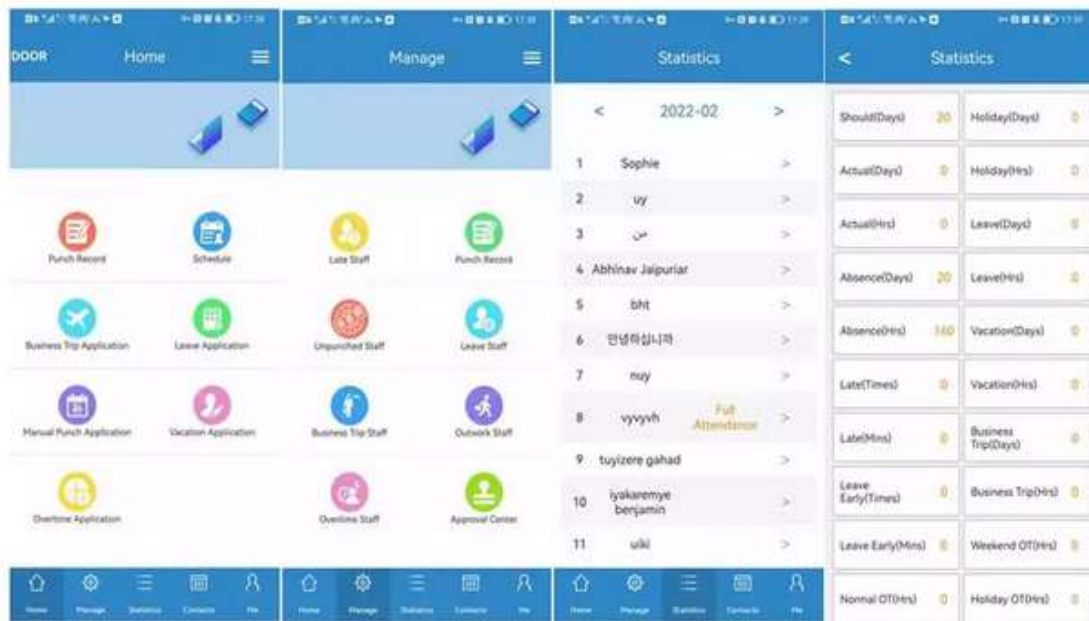 DOOR
Home
Punch Record
Schedule
Business Trip Application
Leave Application
Manual Punch Application
Vacation Application
Overtime Application
Home
Manage
Statistics
Contacts
Me
Manage
Late Staff
Punch Record
Unpunched Staff
Leave Staff
Business Trip Staff
Outwork Staff
Overtime Staff
Approval Center
Home
Manage
Statistics
Contacts
Me
Statistics
< 2022-02 >
1 Sophie >
2 uy >
3 من >
4 Abhinav Jaipuriar >
5 bht >
6 안녕하십니까 >
7 nuy >
8 vyvyvh Full Attendance >
9 tuyizere gahad >
10 iyakaremye benjamin >
11 uiki >
Home
Manage
Statistics
Contacts
Me
< Statistics
Should(Days) 20
Holiday(Days) 0
Actual(Days) 0
Holiday(Hrs) 0
Actual(Hrs) 0
Leave(Days) 0
Absence(Days) 20
Leave(Hrs) 0
Absence(Hrs) 160
Vacation(Days) 0
Late(Times) 0
Vacation(Hrs) 0
Late(Mins) 0
Business
Trip(Days) 0
Leave
Early(Times) 0
Business Trip(Hrs) 0
Leave Early(Mins) 0
Weekend OT(Hrs) 0
Normal OT(Hrs) 0
Holiday OT(Hrs) 0